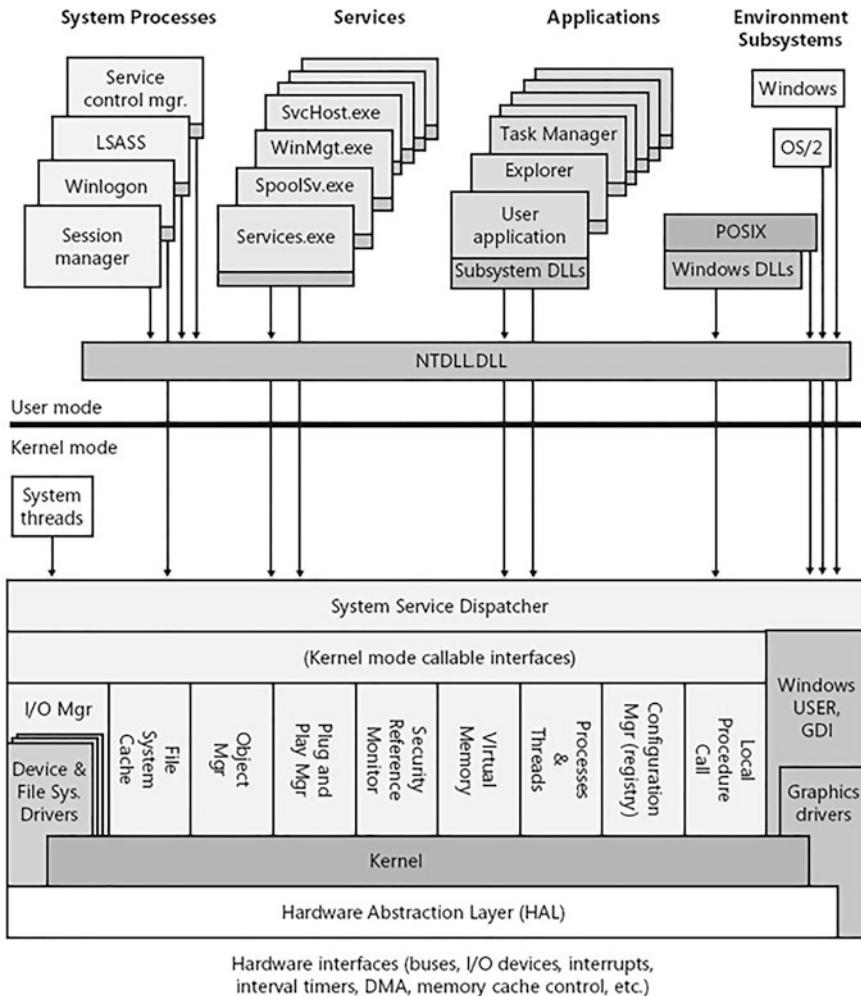 System Processes
Services
Applications
Environment
Subsystems
Service
control mgr.
LSASS
Winlogon
Session
manager
SvcHost.exe
WinMgt.exe
SpoolSv.exe
Services.exe
Task Manager
Explorer
User
application
Subsystem DLLs
Windows
OS/2
POSIX
Windows DLLs
NTDLL.DLL
User mode
Kernel mode
System
threads
System Service Dispatcher
(Kernel mode callable interfaces)
I/O Mgr
Device &
File Sys.
Drivers
File
System
Cache
Object
Mgr
Plug and
Play Mgr
Security
Reference
Monitor
VIrtual
Memory
Processes
&
Threads
Configuration
Mgr (registry)
Local
Procedure
Call
Windows
USER,
GDI
Graphics
drivers
Kernel
Hardware Abstraction Layer (HAL)
Hardware interfaces (buses, I/O devices, interrupts,
interval timers, DMA, memory cache control, etc.)